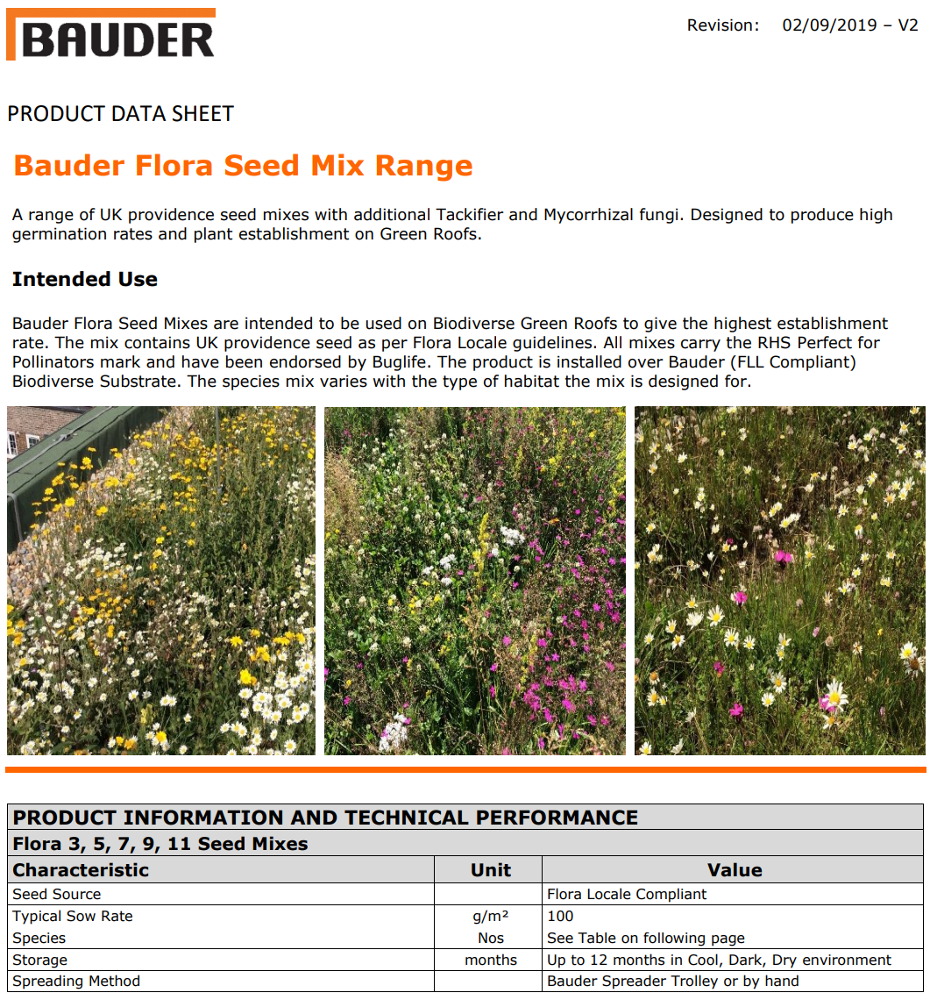 BAUDER
Revision: 02/09/2019 – V2
PRODUCT DATA SHEET
Bauder Flora Seed Mix Range
A range of UK providence seed mixes with additional Tackifier and Mycorrhizal fungi. Designed to produce high
germination rates and plant establishment on Green Roofs.
Intended Use
Bauder Flora Seed Mixes are intended to be used on Biodiverse Green Roofs to give the highest establishment
rate. The mix contains UK providence seed as per Flora Locale guidelines. All mixes carry the RHS Perfect for
Pollinators mark and have been endorsed by Buglife. The product is installed over Bauder (FLL Compliant)
Biodiverse Substrate. The species mix varies with the type of habitat the mix is designed for.
PRODUCT INFORMATION AND TECHNICAL PERFORMANCE
Flora 3, 5, 7, 9, 11 Seed Mixes
Characteristic Unit Value
Seed Source Flora Locale Compliant
Typical Sow Rate g/m² 100
Species Nos See Table on following page
Storage months Up to 12 months in Cool, Dark, Dry environment
Spreading Method Bauder Spreader Trolley or by hand